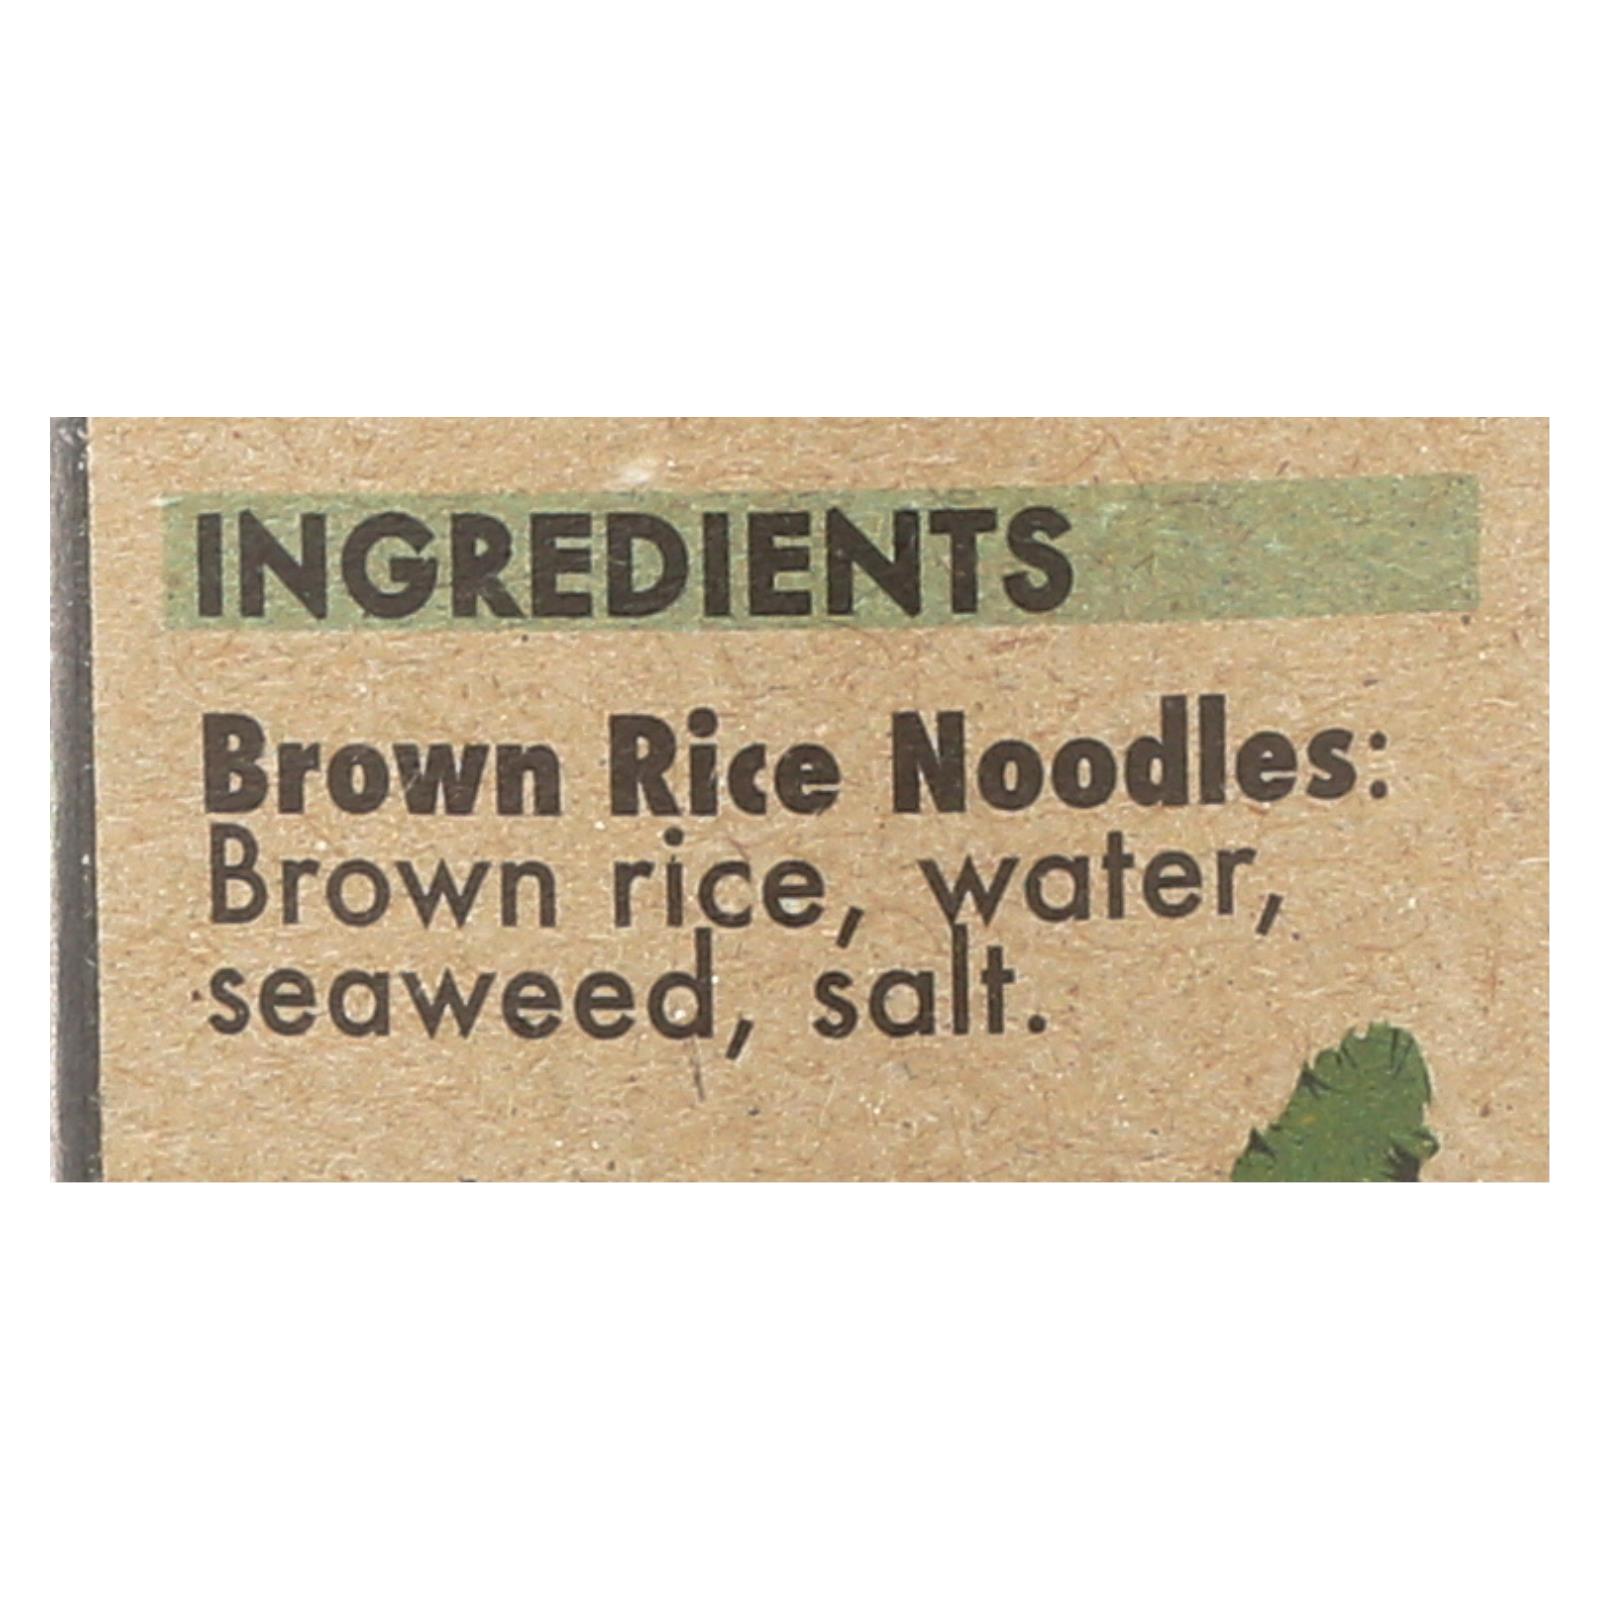 INGREDIENTS
Brown Rice Noodles:
Brown rice, water,
seaweed, salt.